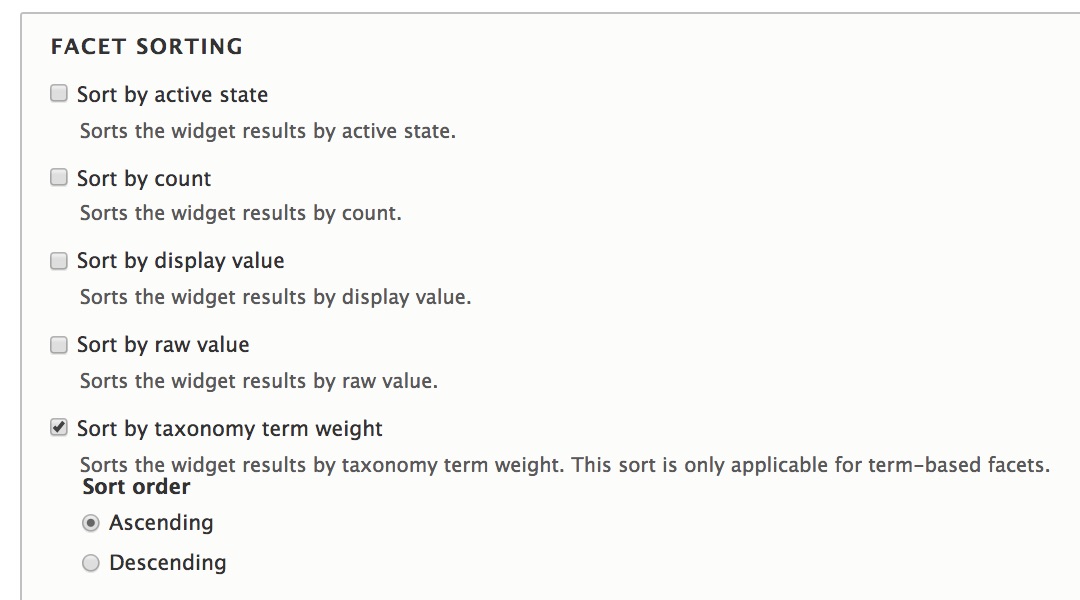 FACET SORTING
Sort by active state
Sorts the widget results by active state.
Sort by count
Sorts the widget results by count.
Sort by display value
Sorts the widget results by display value.
Sort by raw value
Sorts the widget results by raw value.
Sort by taxonomy term weight
Sorts the widget results by taxonomy term weight. This sort is only applicable for term-based facets.
Sort order
Ascending
Descending